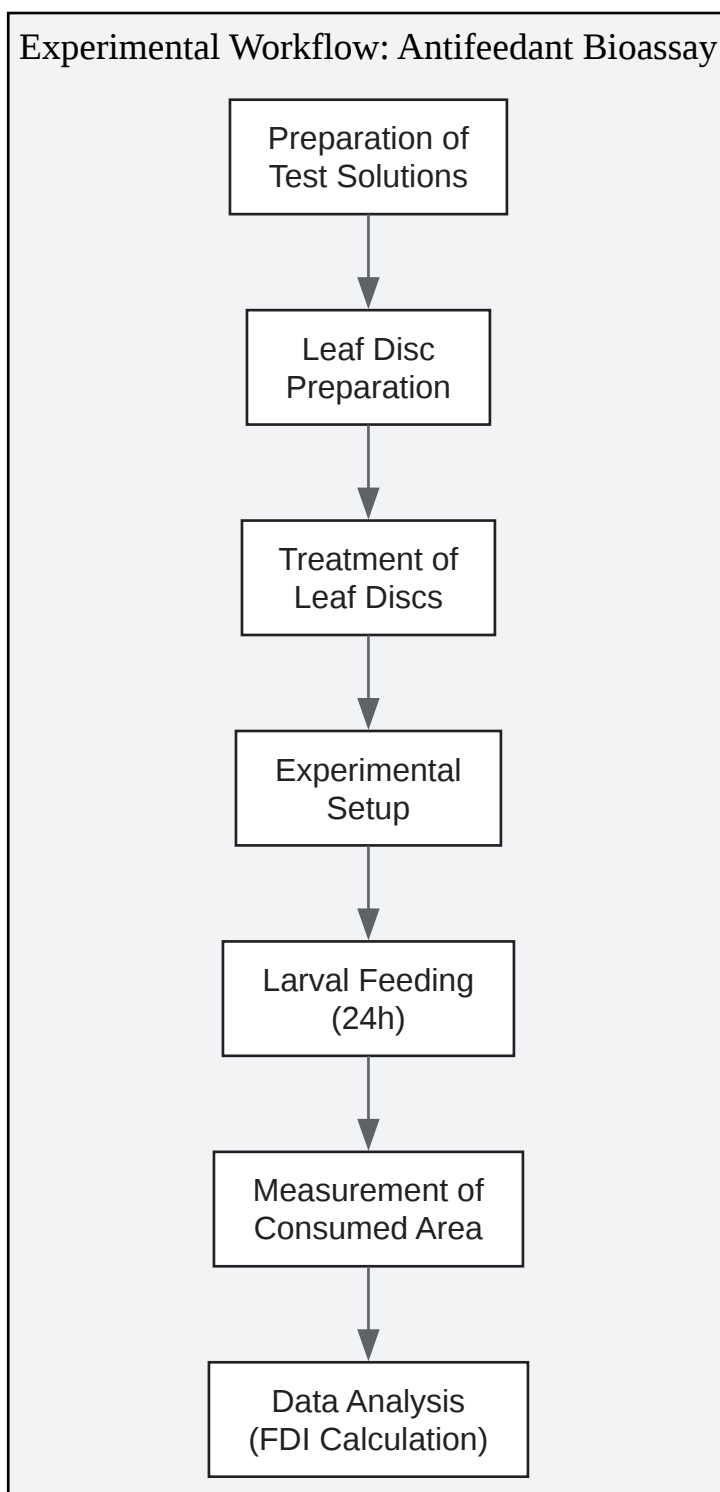 Experimental Workflow: Antifeedant Bioassay
Preparation of
Test Solutions
Leaf Disc
Preparation
Treatment of
Leaf Discs
Experimental
Setup
Larval Feeding
(24h)
Measurement of
Consumed Area
Data Analysis
(FDI Calculation)